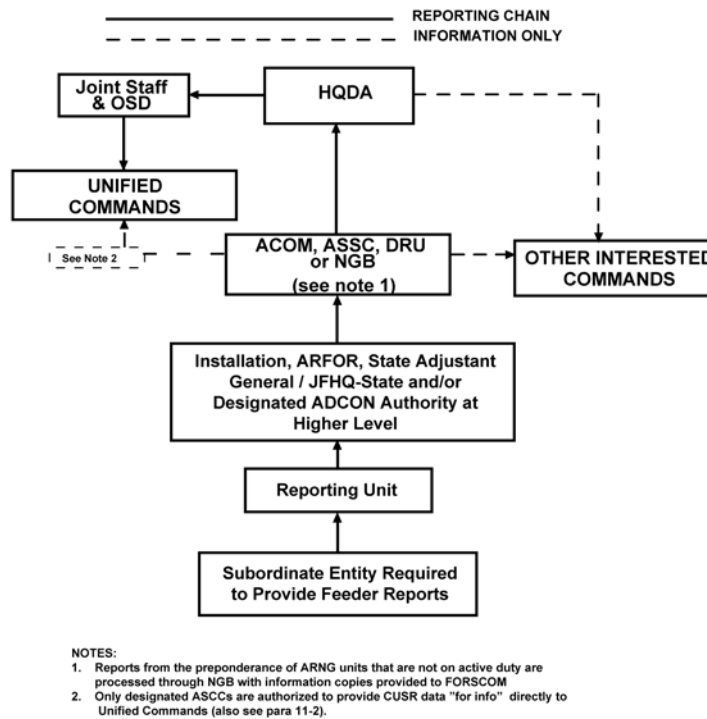 REPORTING CHAIN
INFORMATION ONLY
Joint Staff
& OSD
HQDA
UNIFIED
COMMANDS
See Note 2
ACOM, ASSC, DRU
or NGB
(see note 1)
OTHER INTERESTED
COMMANDS
Installation, ARFOR, State Adjustant
General / JFHQ-State and/or
Designated ADCON Authority at
Higher Level
Reporting Unit
Subordinate Entity Required
to Provide Feeder Reports
NOTES:
1. Reports from the preponderance of ARNG units that are not on active duty are
processed through NGB with information copies provided to FORSCOM
2. Only designated ASCCs are authorized to provide CUSR data "for info" directly to
Unified Commands (also see para 11-2).